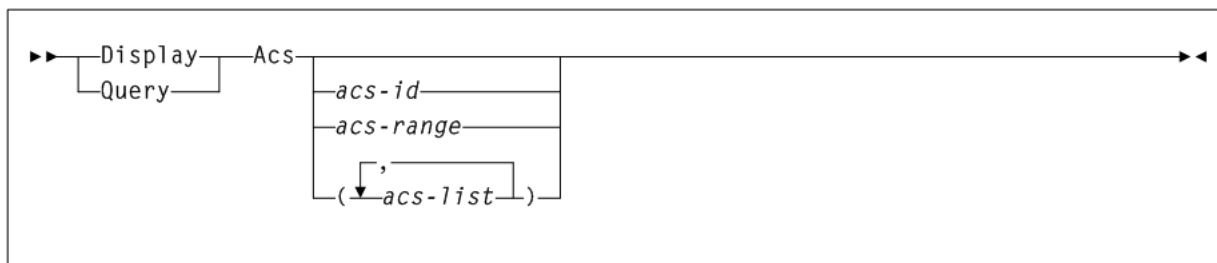 Display Acs
Query
acs-id
acs-range
,
(acs-list)